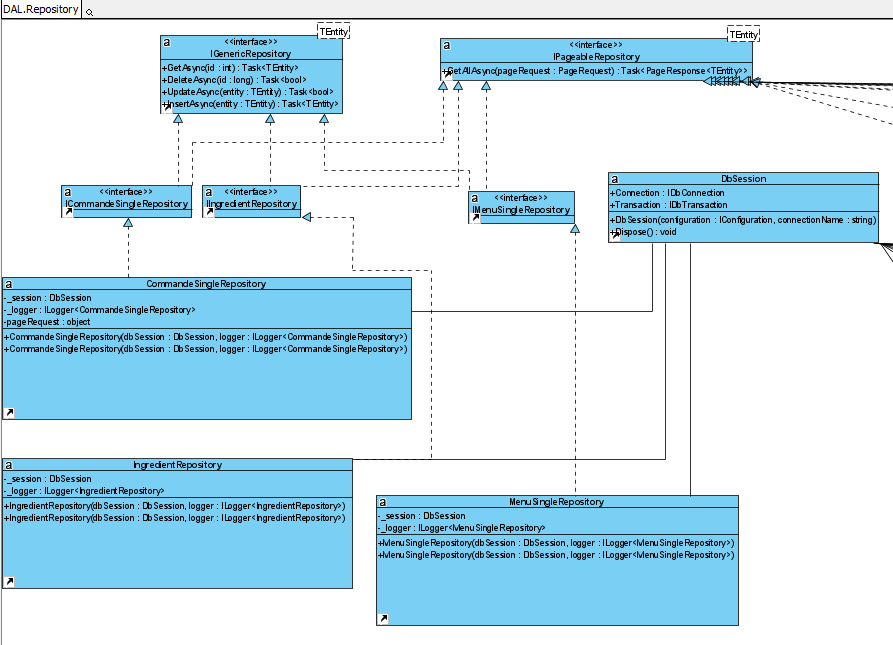 DAL.Repository
TEntity
a
<<interface>>
IGenericRepository
+GetAsync(id : int) : Task<TEntity>
+DeleteAsync(id : long) : Task<bool>
+UpdateAsync(entity : TEntity) : Task<bool>
+InsertAsync(entity : TEntity) : Task<TEntity>
TEntity
a
<<interface>>
IPageableRepository
+GetAllAsync(pageRequest : PageRequest) : Task<PageResponse<TEntity>>
a
<<interface>>
ICommandeSingleRepository
a
<<interface>>
IIngredientRepository
a
<<interface>>
IMenuSingleRepository
a
DbSession
+Connection : IDbConnection
+Transaction : IDbTransaction
+DbSession(configuration : IConfiguration, connectionName : string)
+Dispose() : void
a
CommandeSingleRepository
-_session : DbSession
-_logger : ILogger<CommandeSingleRepository>
-pageRequest : object
+CommandeSingleRepository(dbSession : DbSession, logger : ILogger<CommandeSingleRepository>)
+CommandeSingleRepository(dbSession : DbSession, logger : ILogger<CommandeSingleRepository>)
a
IngredientRepository
-_session : DbSession
-_logger : ILogger<IngredientRepository>
+IngredientRepository(dbSession : DbSession, logger : ILogger<IngredientRepository>)
+IngredientRepository(dbSession : DbSession, logger : ILogger<IngredientRepository>)
a
MenuSingleRepository
-_session : DbSession
-_logger : ILogger<MenuSingleRepository>
+MenuSingleRepository(dbSession : DbSession, logger : ILogger<MenuSingleRepository>)
+MenuSingleRepository(dbSession : DbSession, logger : ILogger<MenuSingleRepository>)